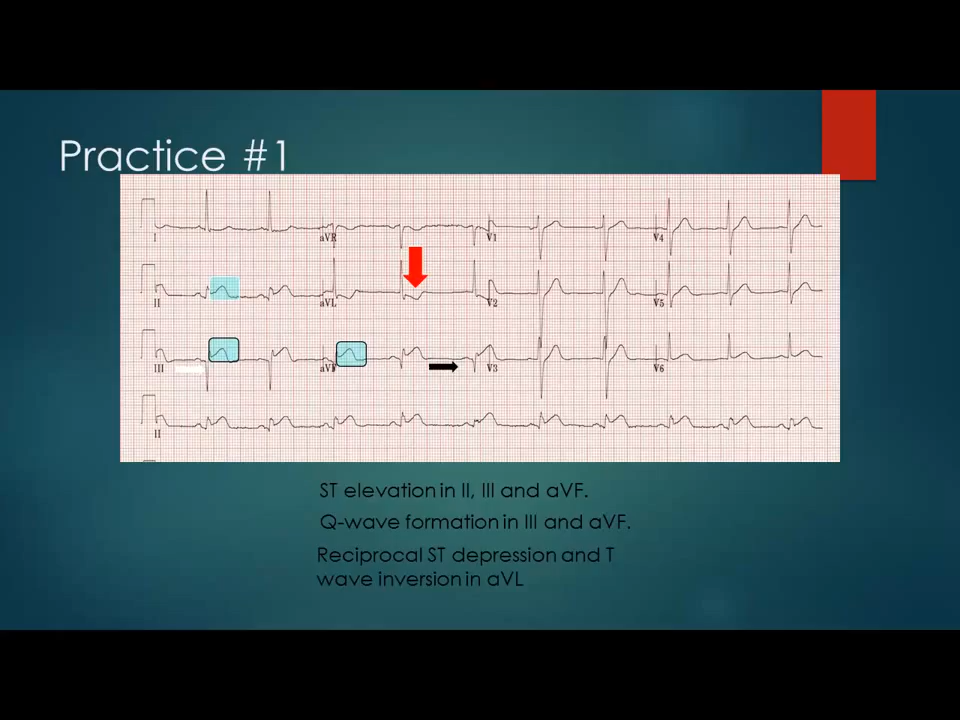 Practice #1
I aVR V1 V4
II aVL V2 V5
III aVF V3 V6
II
ST elevation in II, III and aVF.
Q-wave formation in III and aVF.
Reciprocal ST depression and T
wave inversion in aVL